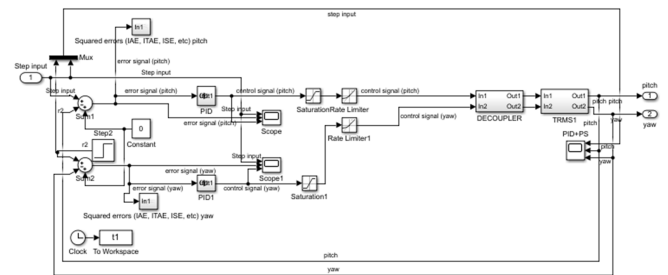 step input
In1
Squared errors (IAE, ITAE, ISE, etc) pitch
Mux
error signal (pitch)
Step input
Step input
1
Step input
error signal (pitch)
PID
control signal (pitch)
Saturation
Rate Limiter
control signal (pitch)
In1
In2
Out1
Out2
DECOUPLER
In1
In2
Out1
Out2
TRMS1
pitch
1
pitch
pitch
2
yaw
yaw
r2
Sum1
Step input
error signal (pitch)
Scope
Step2
0
Constant
Rate Limiter1
control signal (yaw)
pitch
PID+PS
pitch
yaw
r2
Sum2
Step input
Scope1
error signal (yaw)
PID1
control signal (yaw)
Saturation1
In1
Squared errors (IAE, ITAE, ISE, etc) yaw
Clock
t1
To Workspace
pitch
yaw